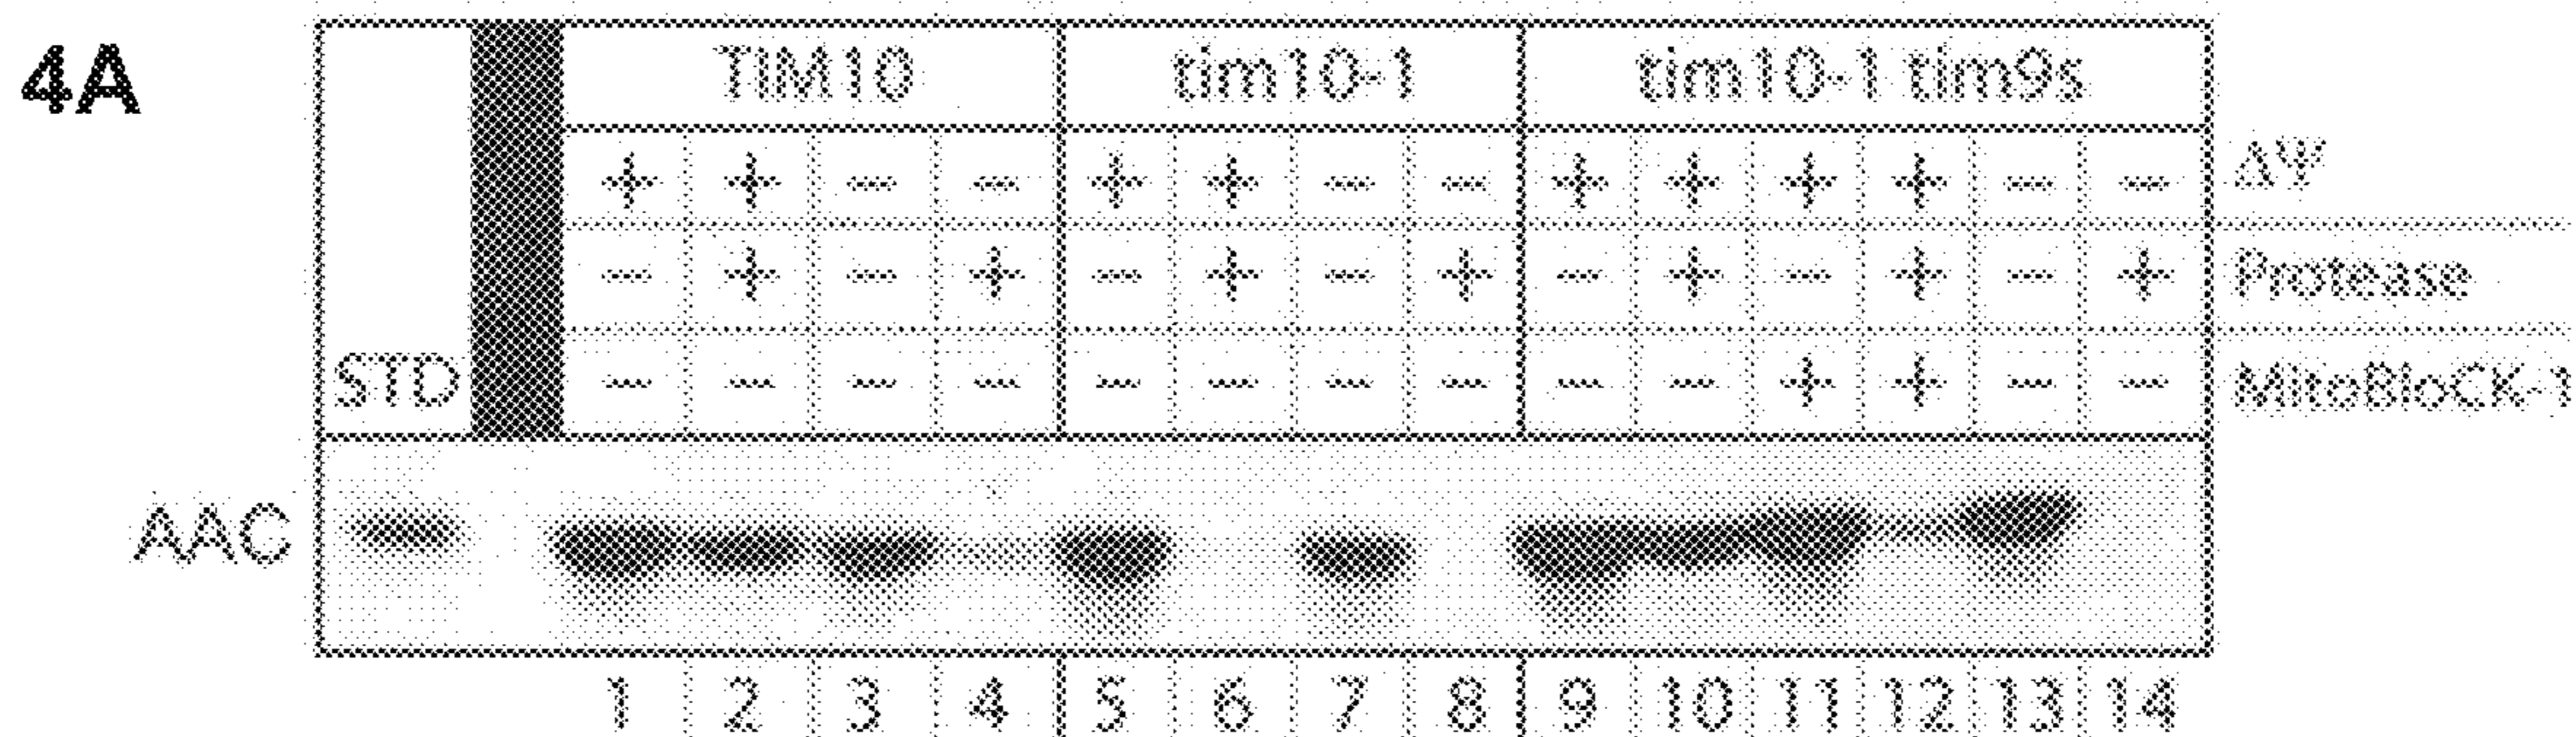 4A
TIM10 tim10-1 tim10-1 tim9s
+ + − − + + − − + + + + − − ΔΨ
− + − + − + − + − + − + − + Protease
STD − − − − − − − − − − + + − − MitoBloCK-1
AAC
1 2 3 4 5 6 7 8 9 10 11 12 13 14